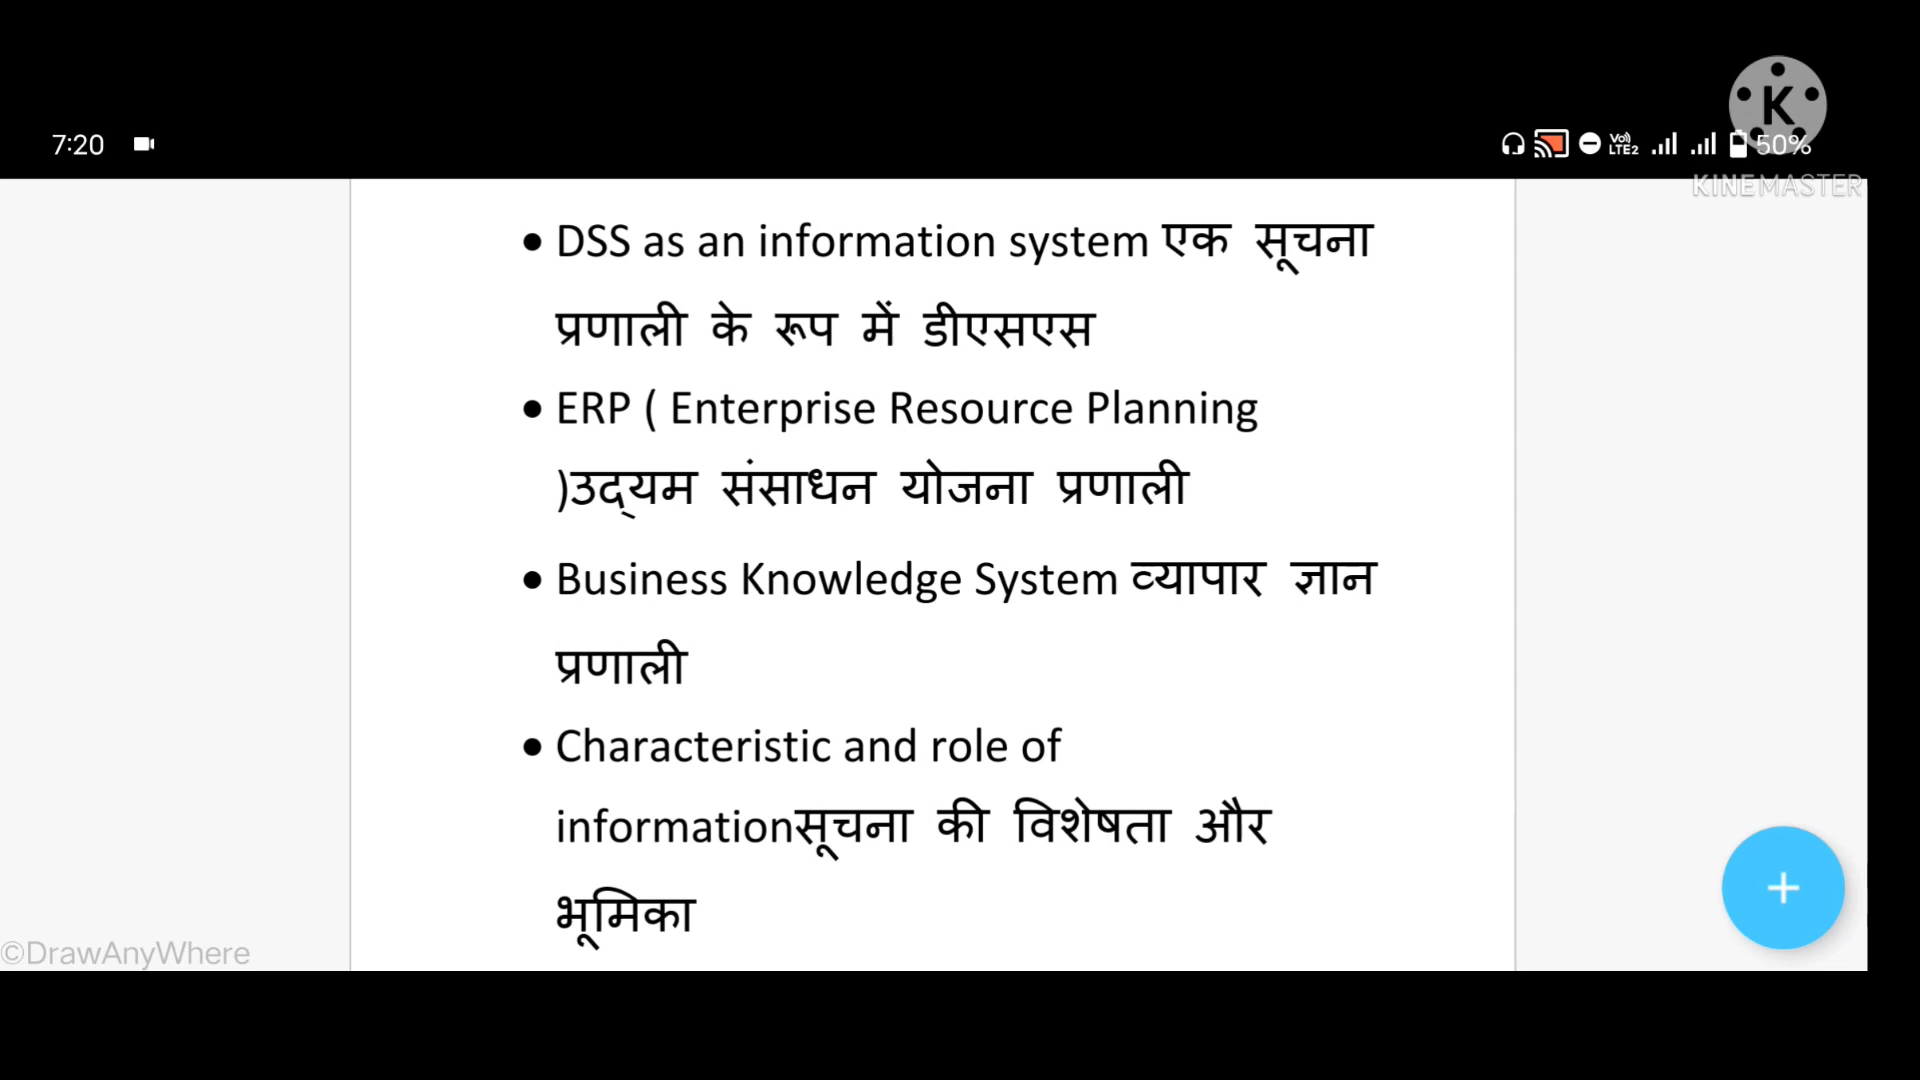 7:20
VoLTE2 50%
K
KINEMASTER
• DSS as an information system एक सूचना
प्रणाली के रूप में डीएसएस
• ERP ( Enterprise Resource Planning
)उद्यम संसाधन योजना प्रणाली
• Business Knowledge System व्यापार ज्ञान
प्रणाली
• Characteristic and role of
informationसूचना की विशेषता और
भूमिका
©DrawAnyWhere
+